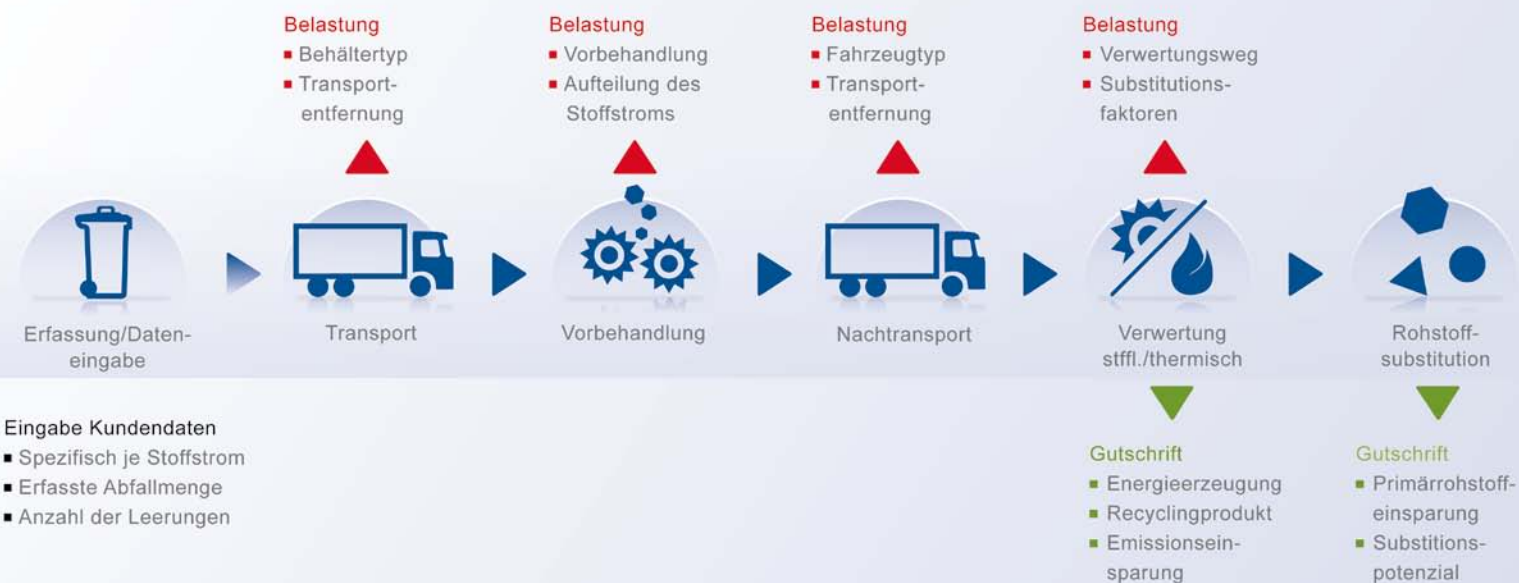 Belastung
▪ Behältertyp
▪ Transport-
entfernung
Belastung
▪ Vorbehandlung
▪ Aufteilung des
Stoffstroms
Belastung
▪ Fahrzeugtyp
▪ Transport-
entfernung
Belastung
▪ Verwertungsweg
▪ Substitutions-
faktoren
Erfassung/Daten-
eingabe
Transport
Vorbehandlung
Nachtransport
Verwertung
stffl./thermisch
Rohstoff-
substitution
Eingabe Kundendaten
▪ Spezifisch je Stoffstrom
▪ Erfasste Abfallmenge
▪ Anzahl der Leerungen
Gutschrift
▪ Energieerzeugung
▪ Recyclingprodukt
▪ Emissionsein-
sparung
Gutschrift
▪ Primärrohstoff-
einsparung
▪ Substitions-
potenzial